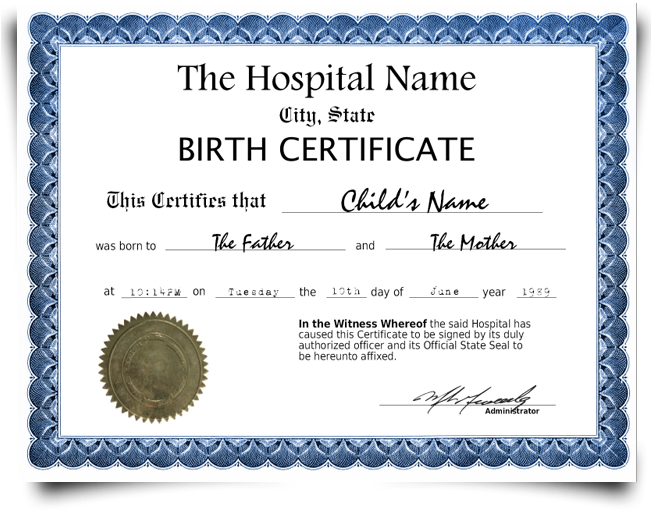 The Hospital Name
City, State
BIRTH CERTIFICATE
This Certifies that Child's Name
was born to The Father and The Mother
at 10:14PM on Tuesday the 10th day of June year 1989
In the Witness Whereof the said Hospital has
caused this Certificate to be signed by its duly
authorized officer and its Official State Seal to
be hereunto affixed.
Administrator